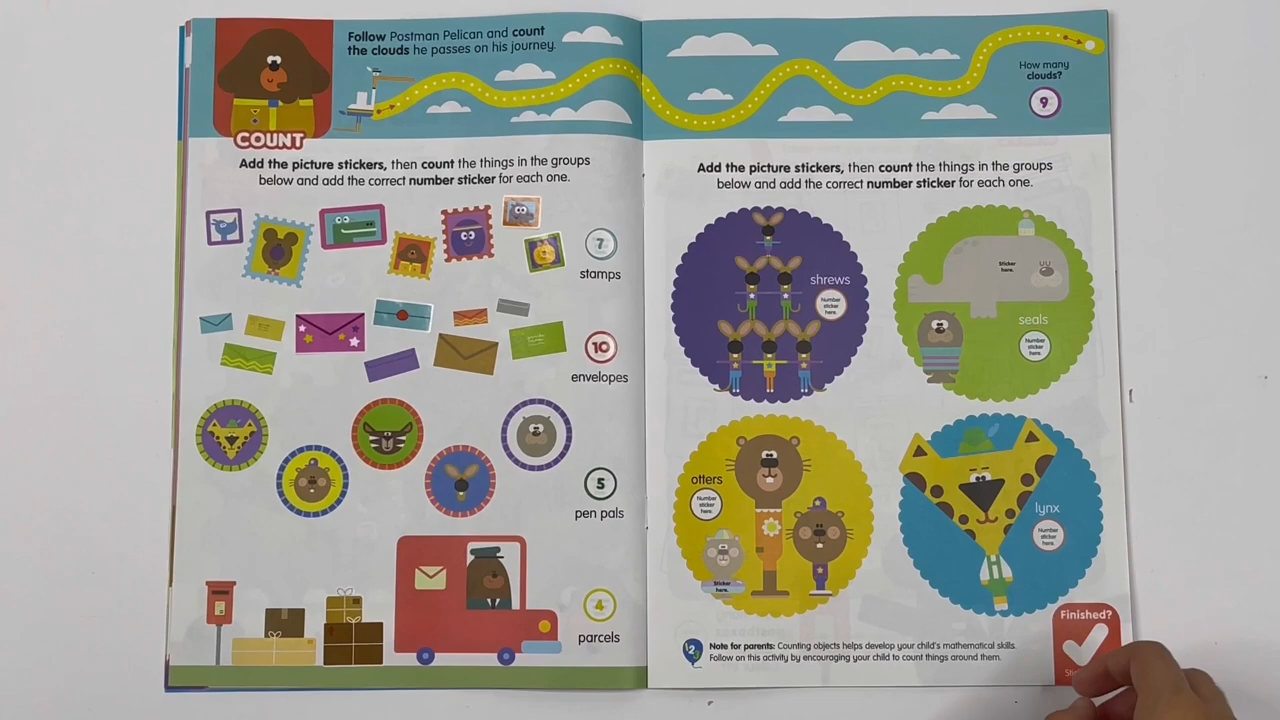 Follow Postman Pelican and count
the clouds he passes on his journey.
COUNT
Add the picture stickers, then count the things in the groups
below and add the correct number sticker for each one.
7
stamps
10
envelopes
5
pen pals
4
parcels
How many
clouds?
9
Add the picture stickers, then count the things in the groups
below and add the correct number sticker for each one.
shrews
Number
sticker
here.
Sticker
here.
seals
Number
sticker
here.
otters
Number
sticker
here.
Sticker
here.
lynx
Number
sticker
here.
123
Note for parents: Counting objects helps develop your child's mathematical skills.
Follow on this activity by encouraging your child to count things around them.
Finished?